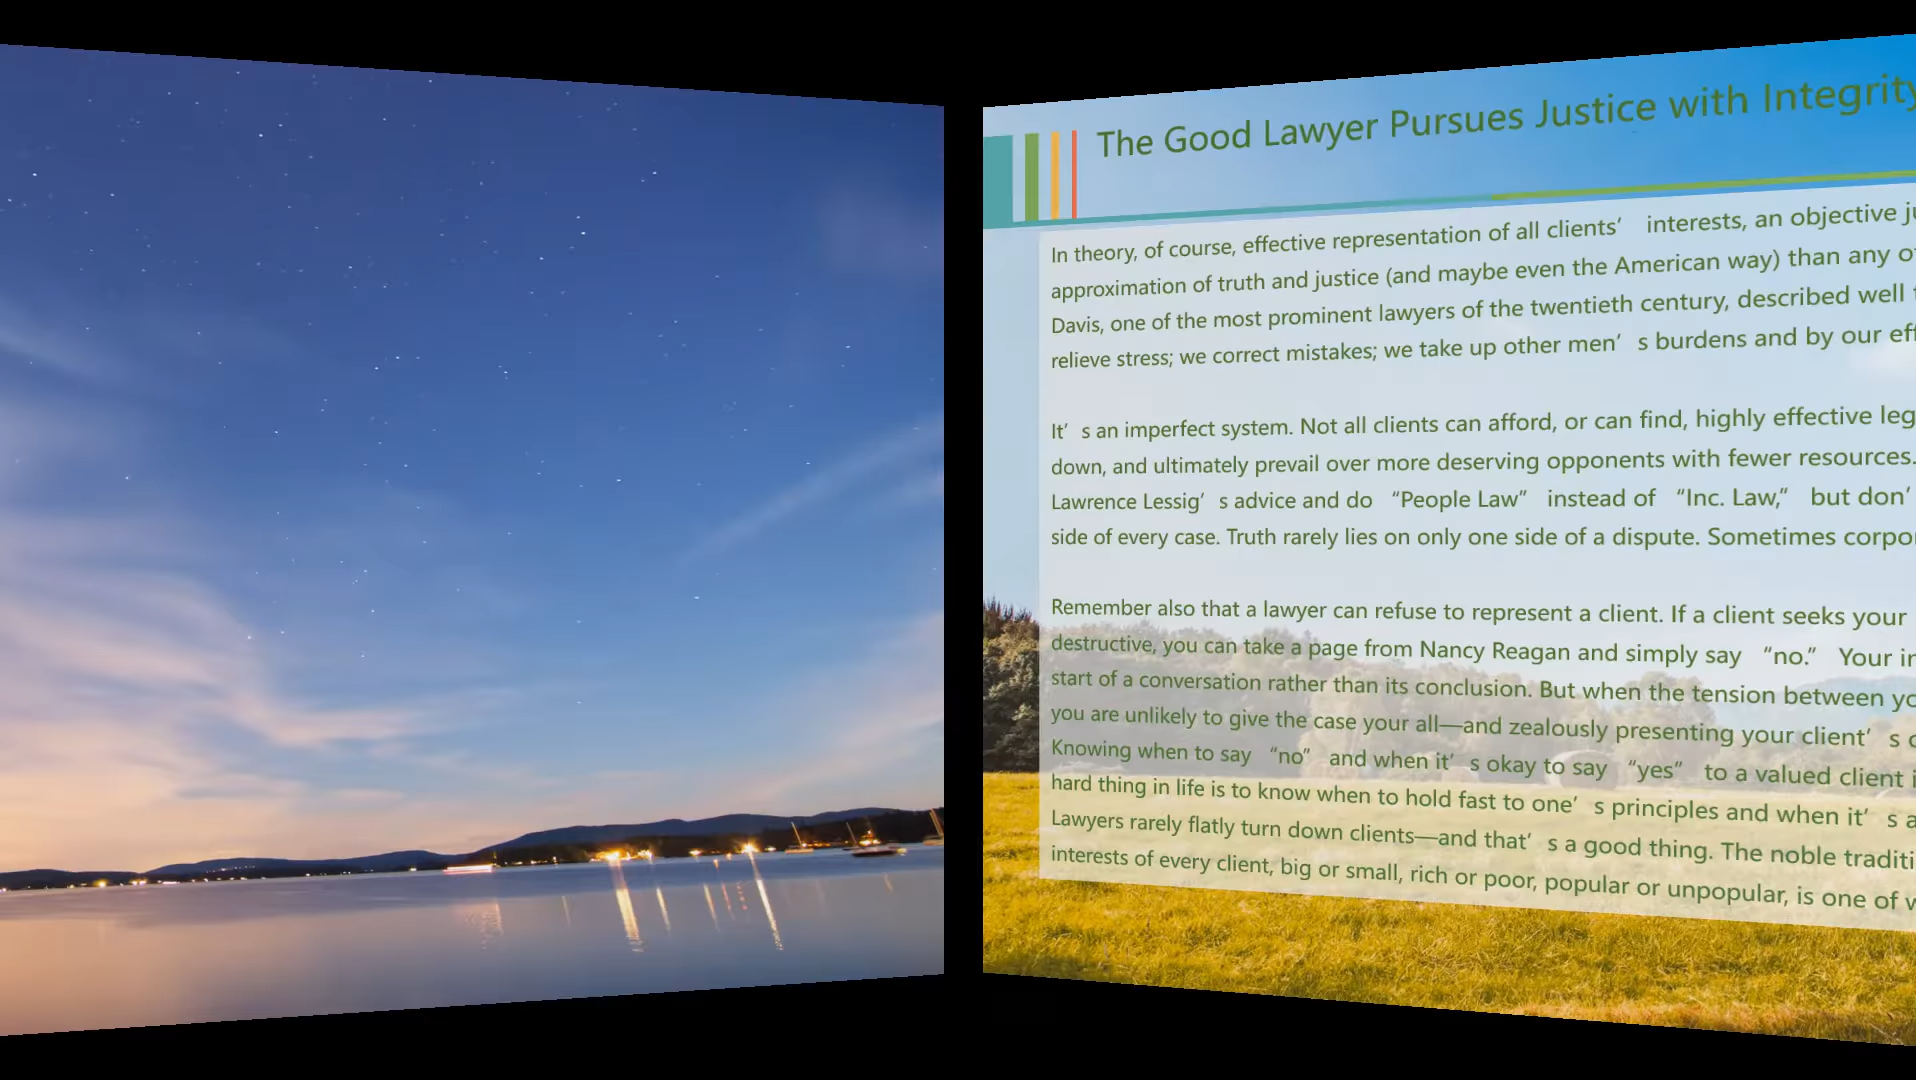 The Good Lawyer Pursues Justice with Integrity
In theory, of course, effective representation of all clients’ interests, an objective
approximation of truth and justice (and maybe even the American way) than any
Davis, one of the most prominent lawyers of the twentieth century, described well
relieve stress; we correct mistakes; we take up other men’s burdens and by our
It’s an imperfect system. Not all clients can afford, or can find, highly effective
down, and ultimately prevail over more deserving opponents with fewer resources.
Lawrence Lessig’s advice and do “People Law” instead of “Inc. Law,” but
side of every case. Truth rarely lies on only one side of a dispute. Sometimes
Remember also that a lawyer can refuse to represent a client. If a client seeks your
destructive, you can take a page from Nancy Reagan and simply say “no.” Your
start of a conversation rather than its conclusion. But when the tension between
you are unlikely to give the case your all—and zealously presenting your client’s
Knowing when to say “no” and when it’s okay to say “yes” to a valued client
hard thing in life is to know when to hold fast to one’s principles and when it’s
Lawyers rarely flatly turn down clients—and that’s a good thing. The noble
interests of every client, big or small, rich or poor, popular or unpopular, is one of